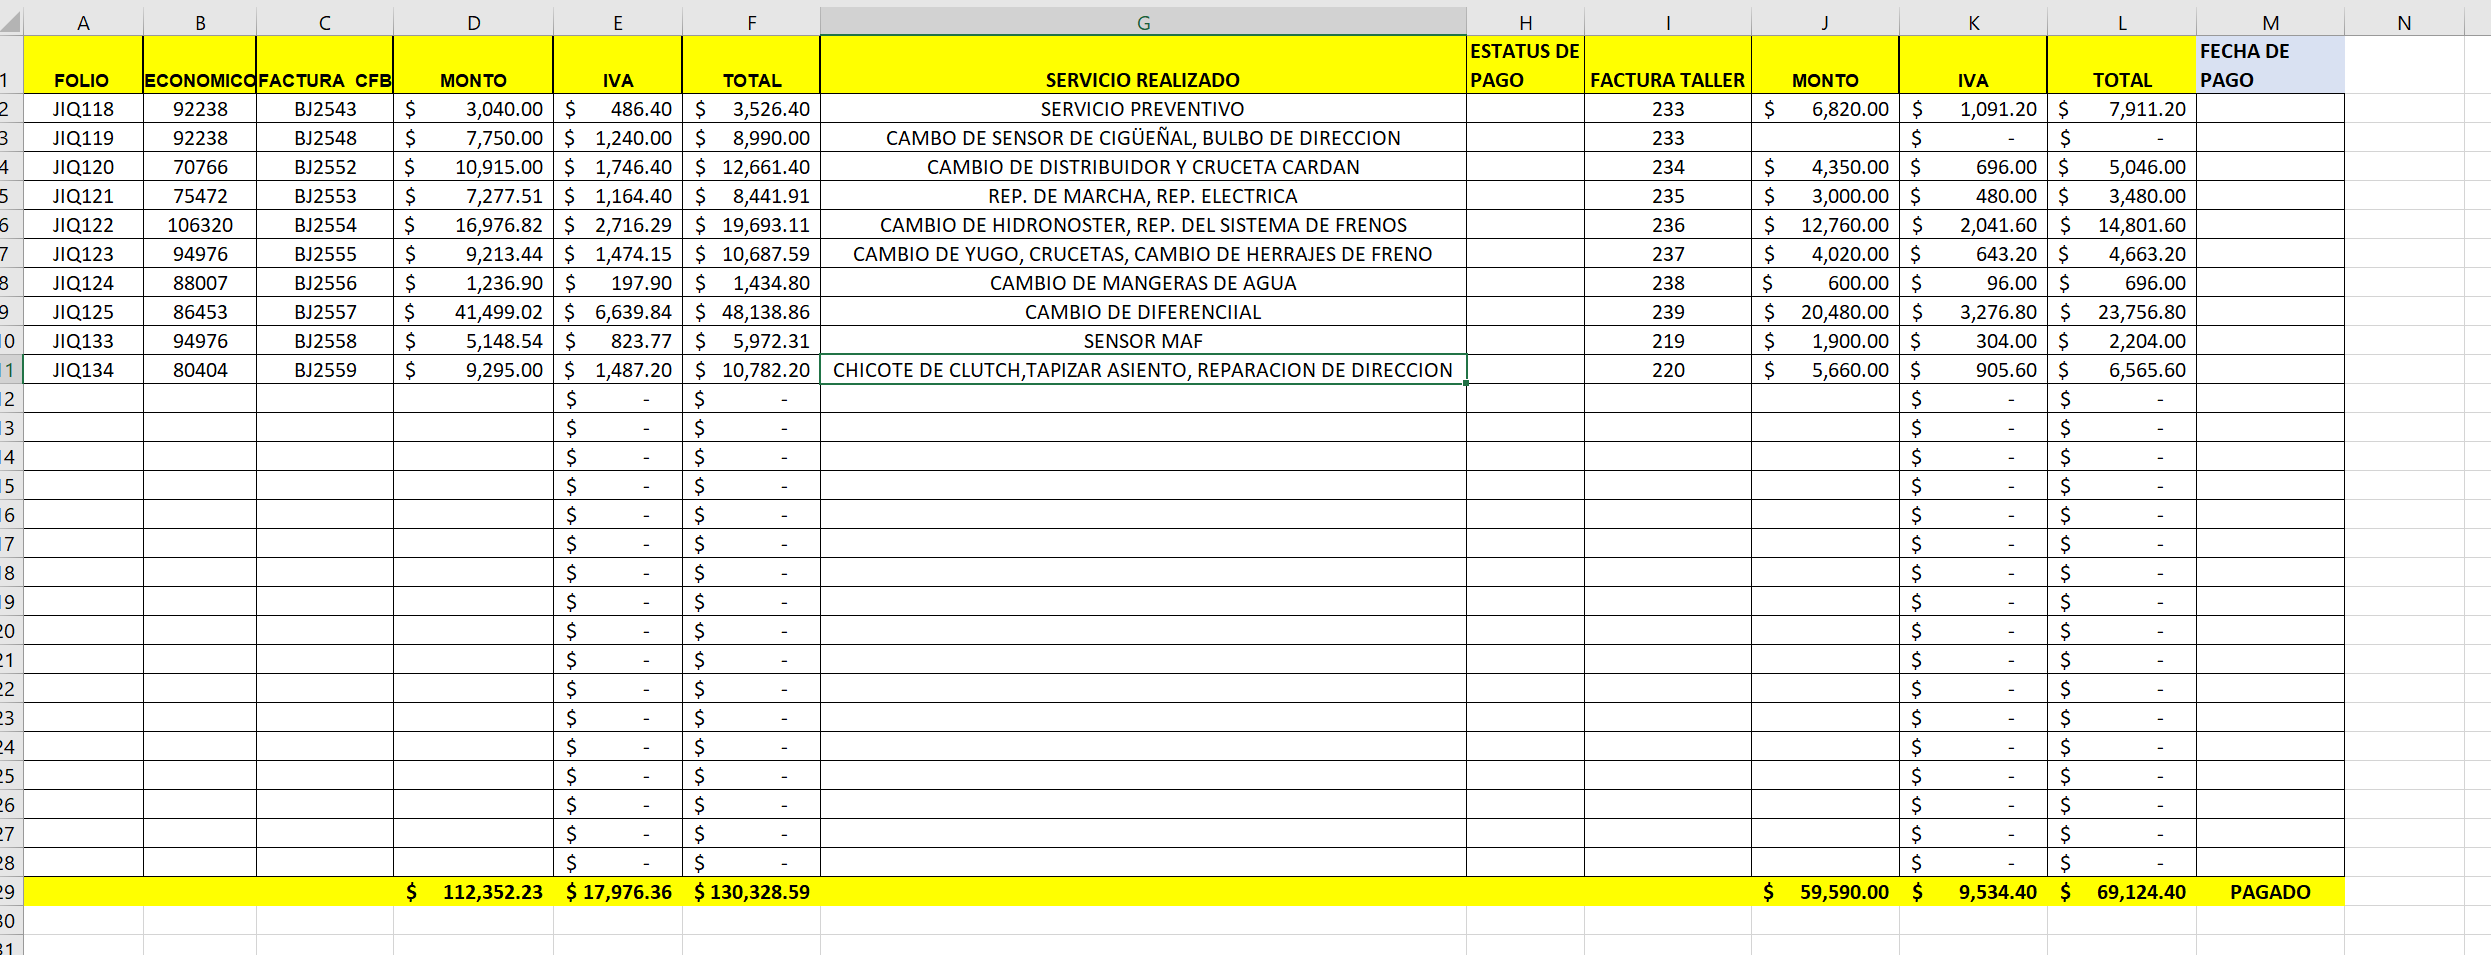 A B C D E F G H I J K L M N
1 FOLIO ECONOMICO FACTURA CFB MONTO IVA TOTAL SERVICIO REALIZADO ESTATUS DE PAGO FACTURA TALLER MONTO IVA TOTAL FECHA DE PAGO
2 JIQ118 92238 BJ2543 $ 3,040.00 $ 486.40 $ 3,526.40 SERVICIO PREVENTIVO 233 $ 6,820.00 $ 1,091.20 $ 7,911.20
3 JIQ119 92238 BJ2548 $ 7,750.00 $ 1,240.00 $ 8,990.00 CAMBO DE SENSOR DE CIGÜEÑAL, BULBO DE DIRECCION 233 $ - $ -
4 JIQ120 70766 BJ2552 $ 10,915.00 $ 1,746.40 $ 12,661.40 CAMBIO DE DISTRIBUIDOR Y CRUCETA CARDAN 234 $ 4,350.00 $ 696.00 $ 5,046.00
5 JIQ121 75472 BJ2553 $ 7,277.51 $ 1,164.40 $ 8,441.91 REP. DE MARCHA, REP. ELECTRICA 235 $ 3,000.00 $ 480.00 $ 3,480.00
6 JIQ122 106320 BJ2554 $ 16,976.82 $ 2,716.29 $ 19,693.11 CAMBIO DE HIDRONOSTER, REP. DEL SISTEMA DE FRENOS 236 $ 12,760.00 $ 2,041.60 $ 14,801.60
7 JIQ123 94976 BJ2555 $ 9,213.44 $ 1,474.15 $ 10,687.59 CAMBIO DE YUGO, CRUCETAS, CAMBIO DE HERRAJES DE FRENO 237 $ 4,020.00 $ 643.20 $ 4,663.20
8 JIQ124 88007 BJ2556 $ 1,236.90 $ 197.90 $ 1,434.80 CAMBIO DE MANGERAS DE AGUA 238 $ 600.00 $ 96.00 $ 696.00
9 JIQ125 86453 BJ2557 $ 41,499.02 $ 6,639.84 $ 48,138.86 CAMBIO DE DIFERENCIIAL 239 $ 20,480.00 $ 3,276.80 $ 23,756.80
10 JIQ133 94976 BJ2558 $ 5,148.54 $ 823.77 $ 5,972.31 SENSOR MAF 219 $ 1,900.00 $ 304.00 $ 2,204.00
11 JIQ134 80404 BJ2559 $ 9,295.00 $ 1,487.20 $ 10,782.20 CHICOTE DE CLUTCH,TAPIZAR ASIENTO, REPARACION DE DIRECCION 220 $ 5,660.00 $ 905.60 $ 6,565.60
12 $ - $ - $ - $ -
13 $ - $ - $ - $ -
14 $ - $ - $ - $ -
15 $ - $ - $ - $ -
16 $ - $ - $ - $ -
17 $ - $ - $ - $ -
18 $ - $ - $ - $ -
19 $ - $ - $ - $ -
20 $ - $ - $ - $ -
21 $ - $ - $ - $ -
22 $ - $ - $ - $ -
23 $ - $ - $ - $ -
24 $ - $ - $ - $ -
25 $ - $ - $ - $ -
26 $ - $ - $ - $ -
27 $ - $ - $ - $ -
28 $ - $ - $ - $ -
29 $ 112,352.23 $ 17,976.36 $ 130,328.59 $ 59,590.00 $ 9,534.40 $ 69,124.40 PAGADO
30
31